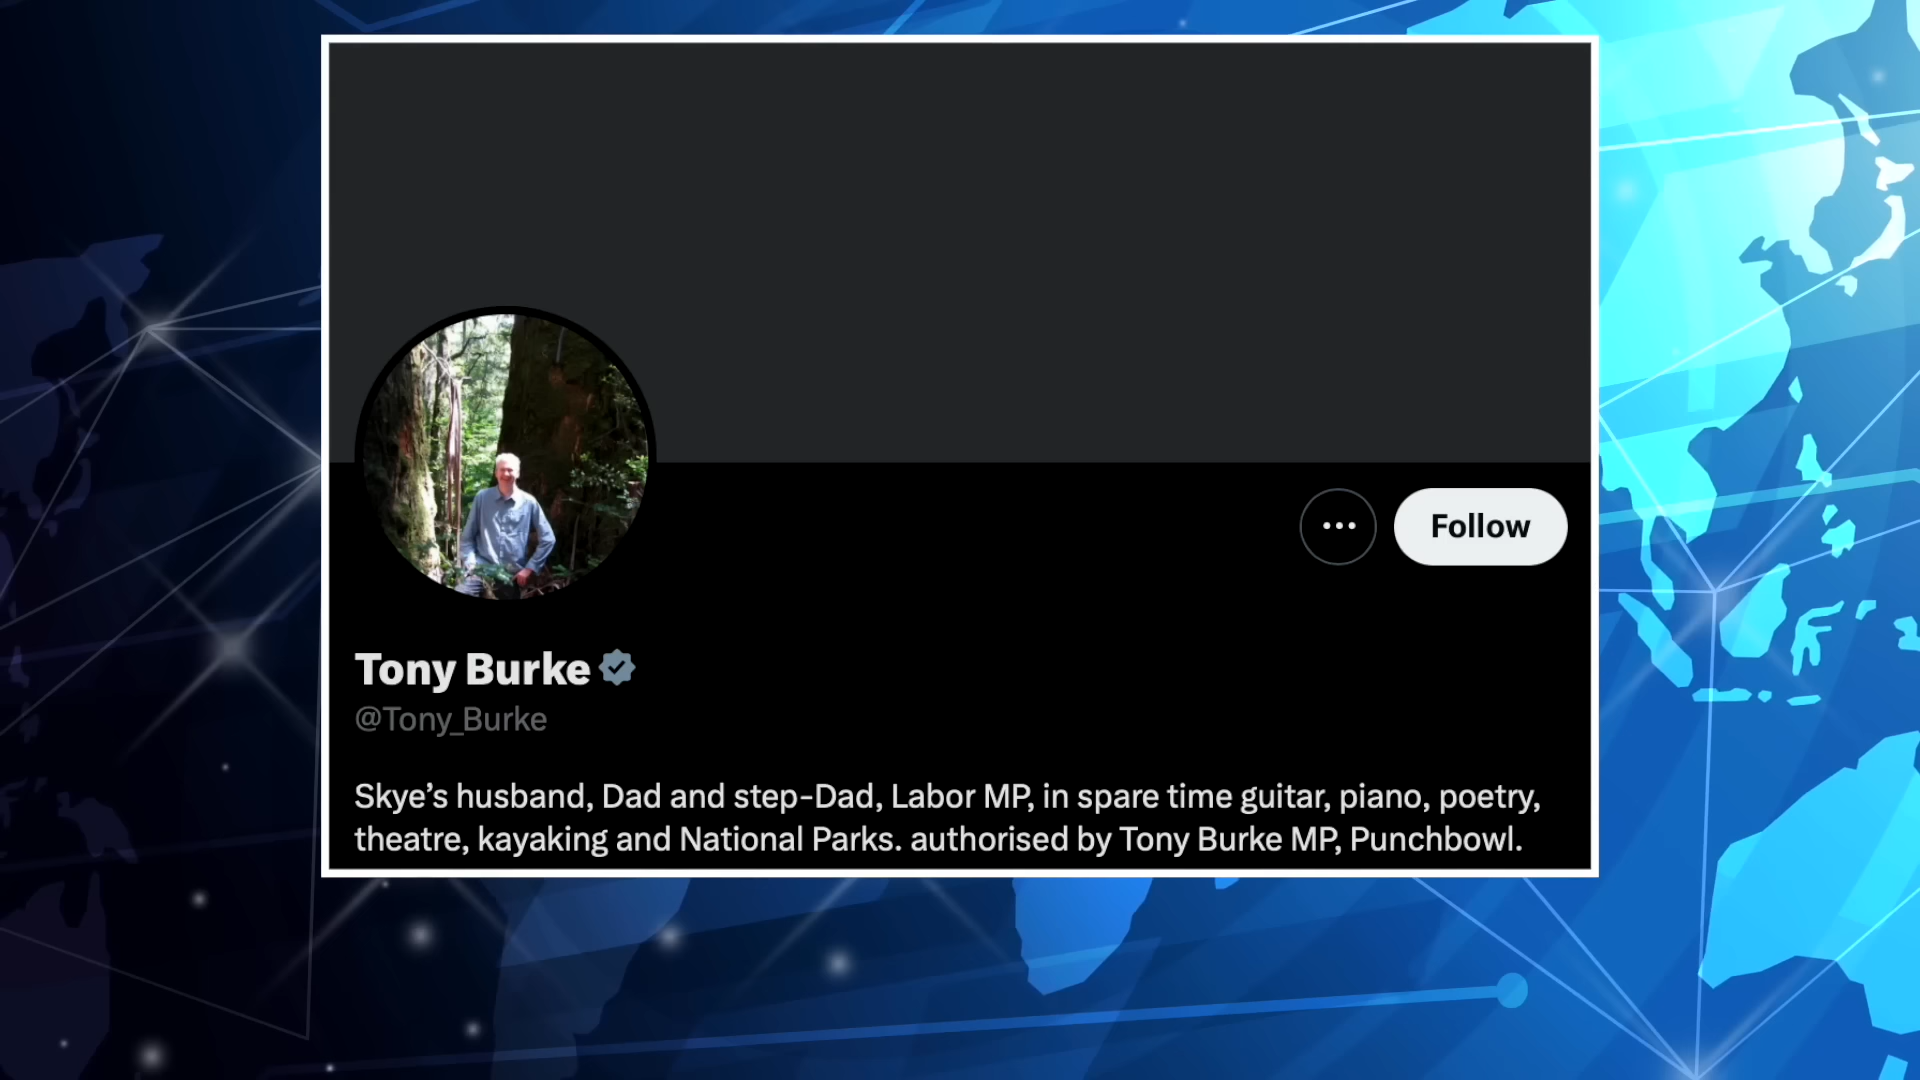 Follow
Tony Burke
@Tony_Burke
Skye’s husband, Dad and step-Dad, Labor MP, in spare time guitar, piano, poetry,
theatre, kayaking and National Parks. authorised by Tony Burke MP, Punchbowl.